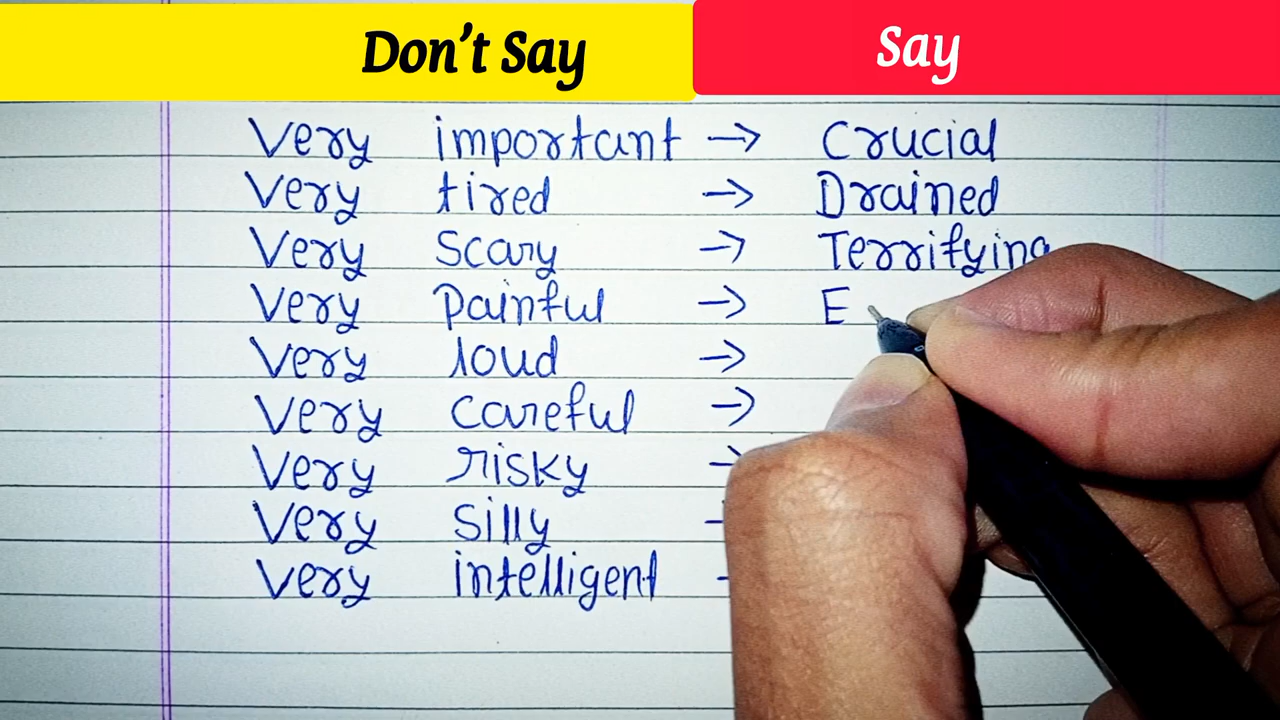 Don't Say Say
Very important → Crucial
Very tired → Drained
Very scary → Terrifying
Very Painful → E
Very loud →
Very careful →
Very risky →
Very silly
Very intelligent